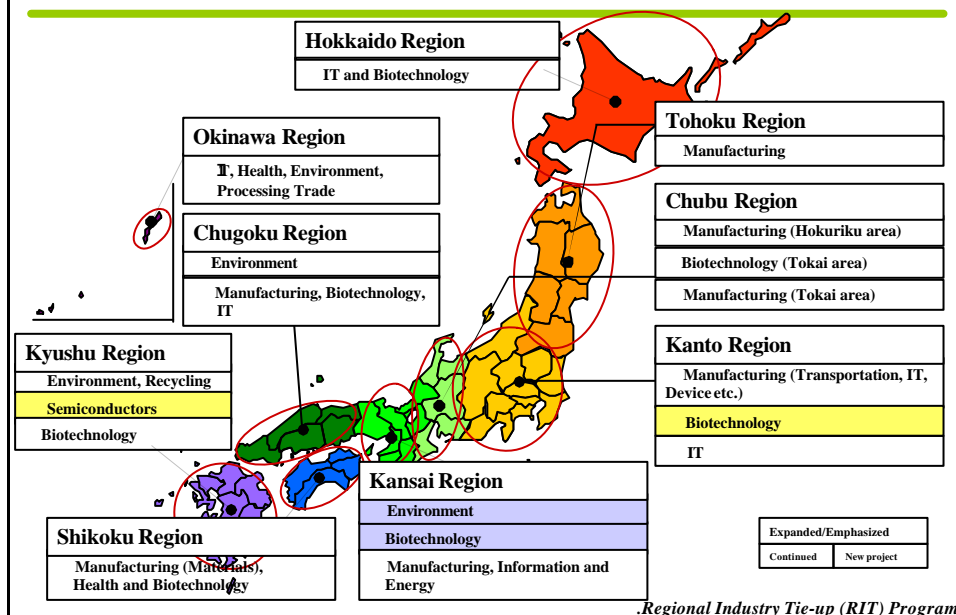 Hokkaido Region
IT and Biotechnology
Tohoku Region
Manufacturing
Okinawa Region
IT, Health, Environment,
Processing Trade
Chubu Region
Manufacturing (Hokuriku area)
Biotechnology (Tokai area)
Manufacturing (Tokai area)
Chugoku Region
Environment
Manufacturing, Biotechnology,
IT
Kanto Region
Manufacturing (Transportation, IT,
Device etc.)
Biotechnology
IT
Kyushu Region
Environment, Recycling
Semiconductors
Biotechnology
Kansai Region
Environment
Biotechnology
Manufacturing, Information and
Energy
Shikoku Region
Manufacturing (Materials),
Health and Biotechnology
Expanded/Emphasized
Continued New project
.Regional Industry Tie-up (RIT) Program